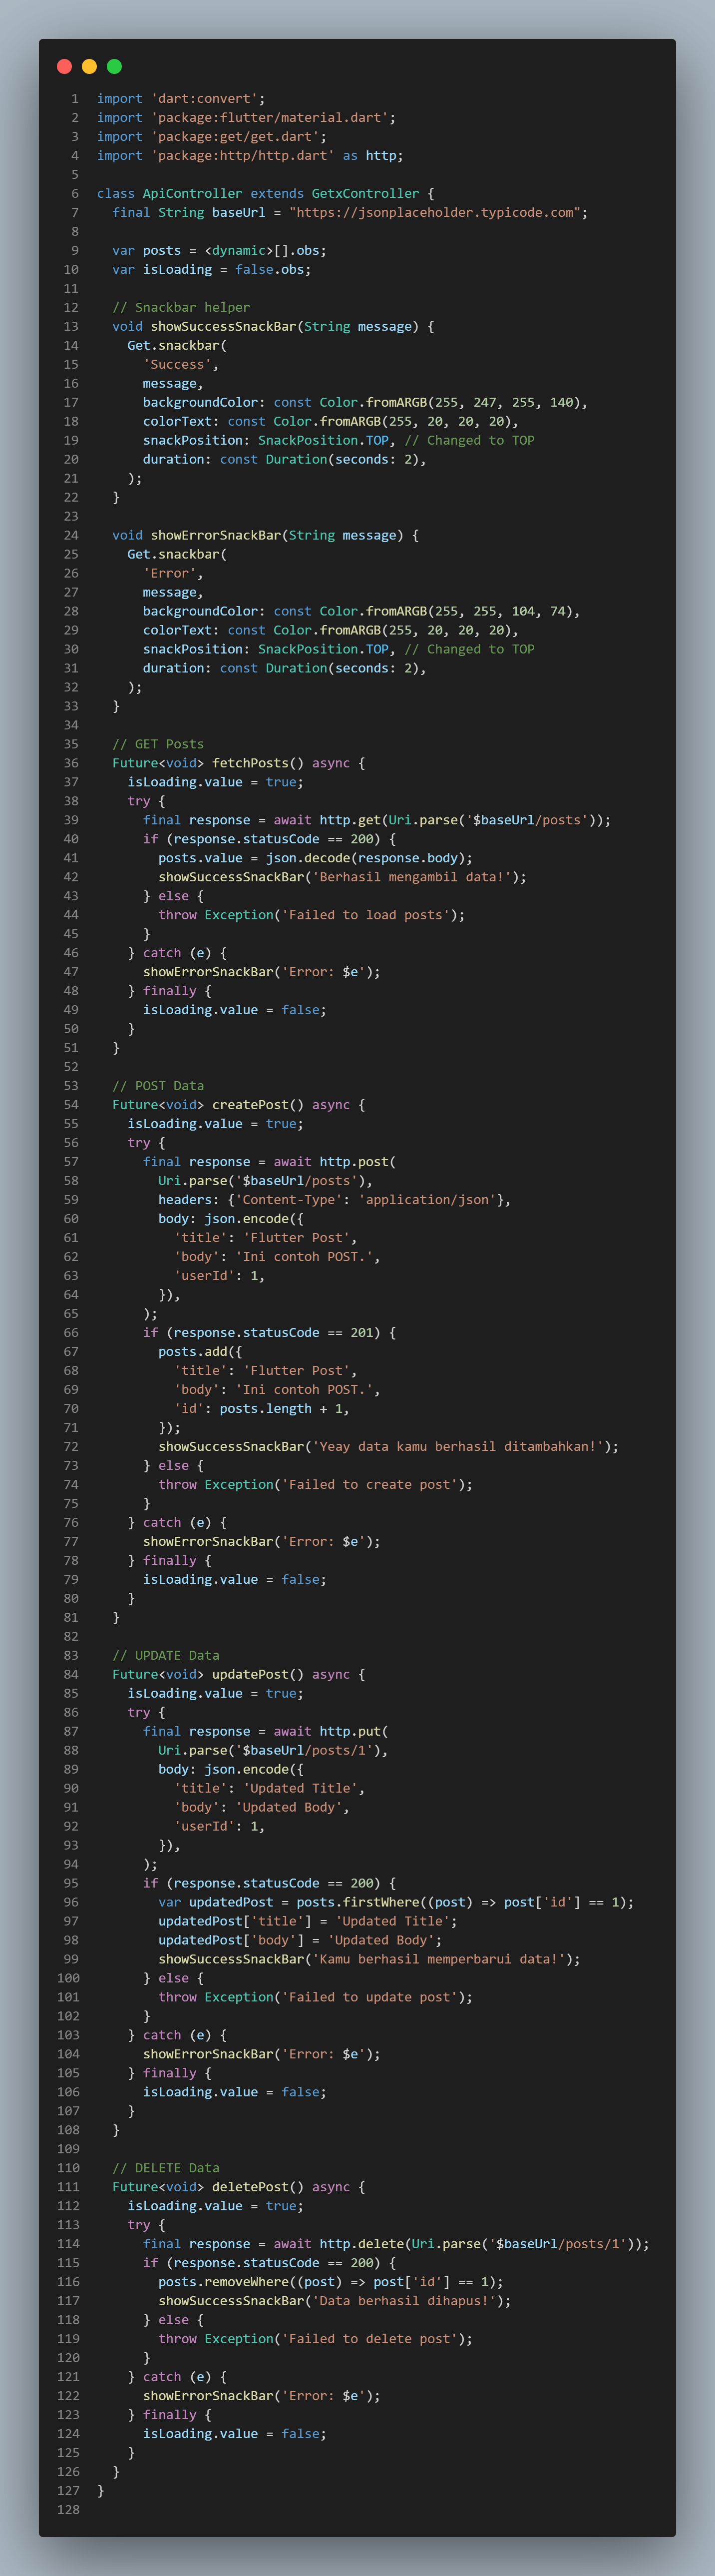 1 import 'dart:convert';
2 import 'package:flutter/material.dart';
3 import 'package:get/get.dart';
4 import 'package:http/http.dart' as http;
5
6 class ApiController extends GetxController {
7   final String baseUrl = "https://jsonplaceholder.typicode.com";
8
9   var posts = <dynamic>[].obs;
10   var isLoading = false.obs;
11
12   // Snackbar helper
13   void showSuccessSnackBar(String message) {
14     Get.snackbar(
15       'Success',
16       message,
17       backgroundColor: const Color.fromARGB(255, 247, 255, 140),
18       colorText: const Color.fromARGB(255, 20, 20, 20),
19       snackPosition: SnackPosition.TOP, // Changed to TOP
20       duration: const Duration(seconds: 2),
21     );
22   }
23
24   void showErrorSnackBar(String message) {
25     Get.snackbar(
26       'Error',
27       message,
28       backgroundColor: const Color.fromARGB(255, 255, 104, 74),
29       colorText: const Color.fromARGB(255, 20, 20, 20),
30       snackPosition: SnackPosition.TOP, // Changed to TOP
31       duration: const Duration(seconds: 2),
32     );
33   }
34
35   // GET Posts
36   Future<void> fetchPosts() async {
37     isLoading.value = true;
38     try {
39       final response = await http.get(Uri.parse('$baseUrl/posts'));
40       if (response.statusCode == 200) {
41         posts.value = json.decode(response.body);
42         showSuccessSnackBar('Berhasil mengambil data!');
43       } else {
44         throw Exception('Failed to load posts');
45       }
46     } catch (e) {
47       showErrorSnackBar('Error: $e');
48     } finally {
49       isLoading.value = false;
50     }
51   }
52
53   // POST Data
54   Future<void> createPost() async {
55     isLoading.value = true;
56     try {
57       final response = await http.post(
58         Uri.parse('$baseUrl/posts'),
59         headers: {'Content-Type': 'application/json'},
60         body: json.encode({
61           'title': 'Flutter Post',
62           'body': 'Ini contoh POST.',
63           'userId': 1,
64         }),
65       );
66       if (response.statusCode == 201) {
67         posts.add({
68           'title': 'Flutter Post',
69           'body': 'Ini contoh POST.',
70           'id': posts.length + 1,
71         });
72         showSuccessSnackBar('Yeay data kamu berhasil ditambahkan!');
73       } else {
74         throw Exception('Failed to create post');
75       }
76     } catch (e) {
77       showErrorSnackBar('Error: $e');
78     } finally {
79       isLoading.value = false;
80     }
81   }
82
83   // UPDATE Data
84   Future<void> updatePost() async {
85     isLoading.value = true;
86     try {
87       final response = await http.put(
88         Uri.parse('$baseUrl/posts/1'),
89         body: json.encode({
90           'title': 'Updated Title',
91           'body': 'Updated Body',
92           'userId': 1,
93         }),
94       );
95       if (response.statusCode == 200) {
96         var updatedPost = posts.firstWhere((post) => post['id'] == 1);
97         updatedPost['title'] = 'Updated Title';
98         updatedPost['body'] = 'Updated Body';
99         showSuccessSnackBar('Kamu berhasil memperbarui data!');
100       } else {
101         throw Exception('Failed to update post');
102       }
103     } catch (e) {
104       showErrorSnackBar('Error: $e');
105     } finally {
106       isLoading.value = false;
107     }
108   }
109
110   // DELETE Data
111   Future<void> deletePost() async {
112     isLoading.value = true;
113     try {
114       final response = await http.delete(Uri.parse('$baseUrl/posts/1'));
115       if (response.statusCode == 200) {
116         posts.removeWhere((post) => post['id'] == 1);
117         showSuccessSnackBar('Data berhasil dihapus!');
118       } else {
119         throw Exception('Failed to delete post');
120       }
121     } catch (e) {
122       showErrorSnackBar('Error: $e');
123     } finally {
124       isLoading.value = false;
125     }
126   }
127 }
128